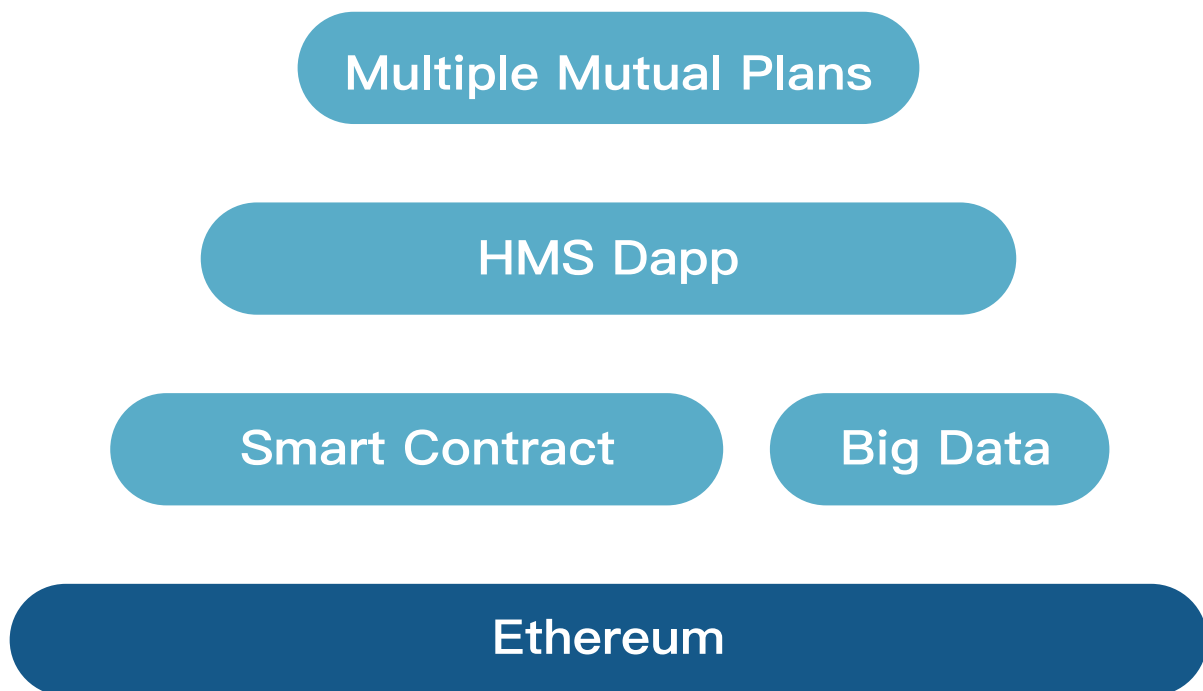 Multiple Mutual Plans
HMS Dapp
Smart Contract
Big Data
Ethereum